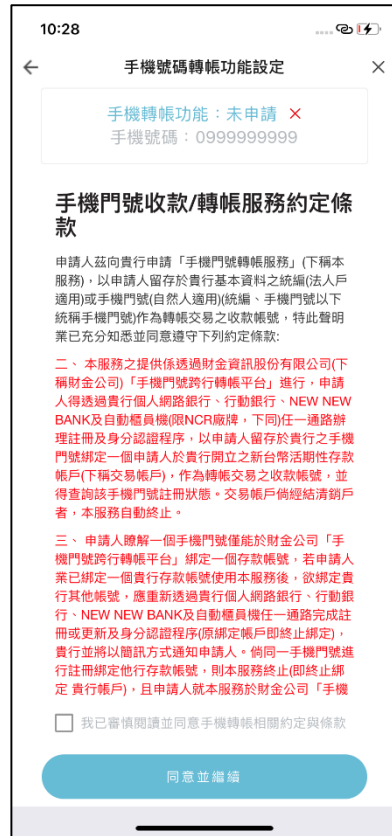 10:28
手機號碼轉帳功能設定
手機轉帳功能：未申請 ×
手機號碼：0999999999
手機門號收款/轉帳服務約定條
款
申請人茲向貴行申請「手機門號轉帳服務」(下稱本
服務)，以申請人留存於貴行基本資料之統編(法人戶
適用)或手機門號(自然人適用)(統編、手機號以下
統稱手機門號)作為轉帳交易之收款帳號，特此聲明
業已充分知悉並同意遵守下列約定條款:
二、 本服務之提供係透過財金資訊股份有限公司(下
稱財金公司)「手機門號跨行轉帳平台」進行，申請
人得透過貴行個人網路銀行、行動銀行、NEW NEW
BANK及自動櫃員機(限NCR廠牌，下同)任一通路辦
理註冊及身分認證程序，以申請人留存於貴行之手機
門號綁定一個申請人於貴行開立之新台幣活期性存款
帳戶(下稱交易帳戶)，作為轉帳交易之收款帳號，並
得查詢該手機門號註冊狀態。交易帳戶倘經結清銷戶
者，本服務自動終止。
三、 申請人瞭解一個手機門號僅能於財金公司「手
機門號跨行轉帳平台」綁定一個存款帳號，若申請人
業已綁定一個貴行存款帳號使用本服務後，欲綁定貴
行其他帳號，應重新透過貴行個人網路銀行、行動銀
行、NEW NEW BANK及自動櫃員機任一通路完成註
冊或更新及身分認證程序(原綁定帳戶即終止綁定)，
貴行並將以簡訊方式通知申請人。倘同一手機門號進
行註冊綁定他行存款帳號，則本服務終止(即終止綁
定 貴行帳戶)，且申請人就本服務於財金公司「手機
我已審慎閱讀並同意手機轉帳相關約定與條款
同意並繼續